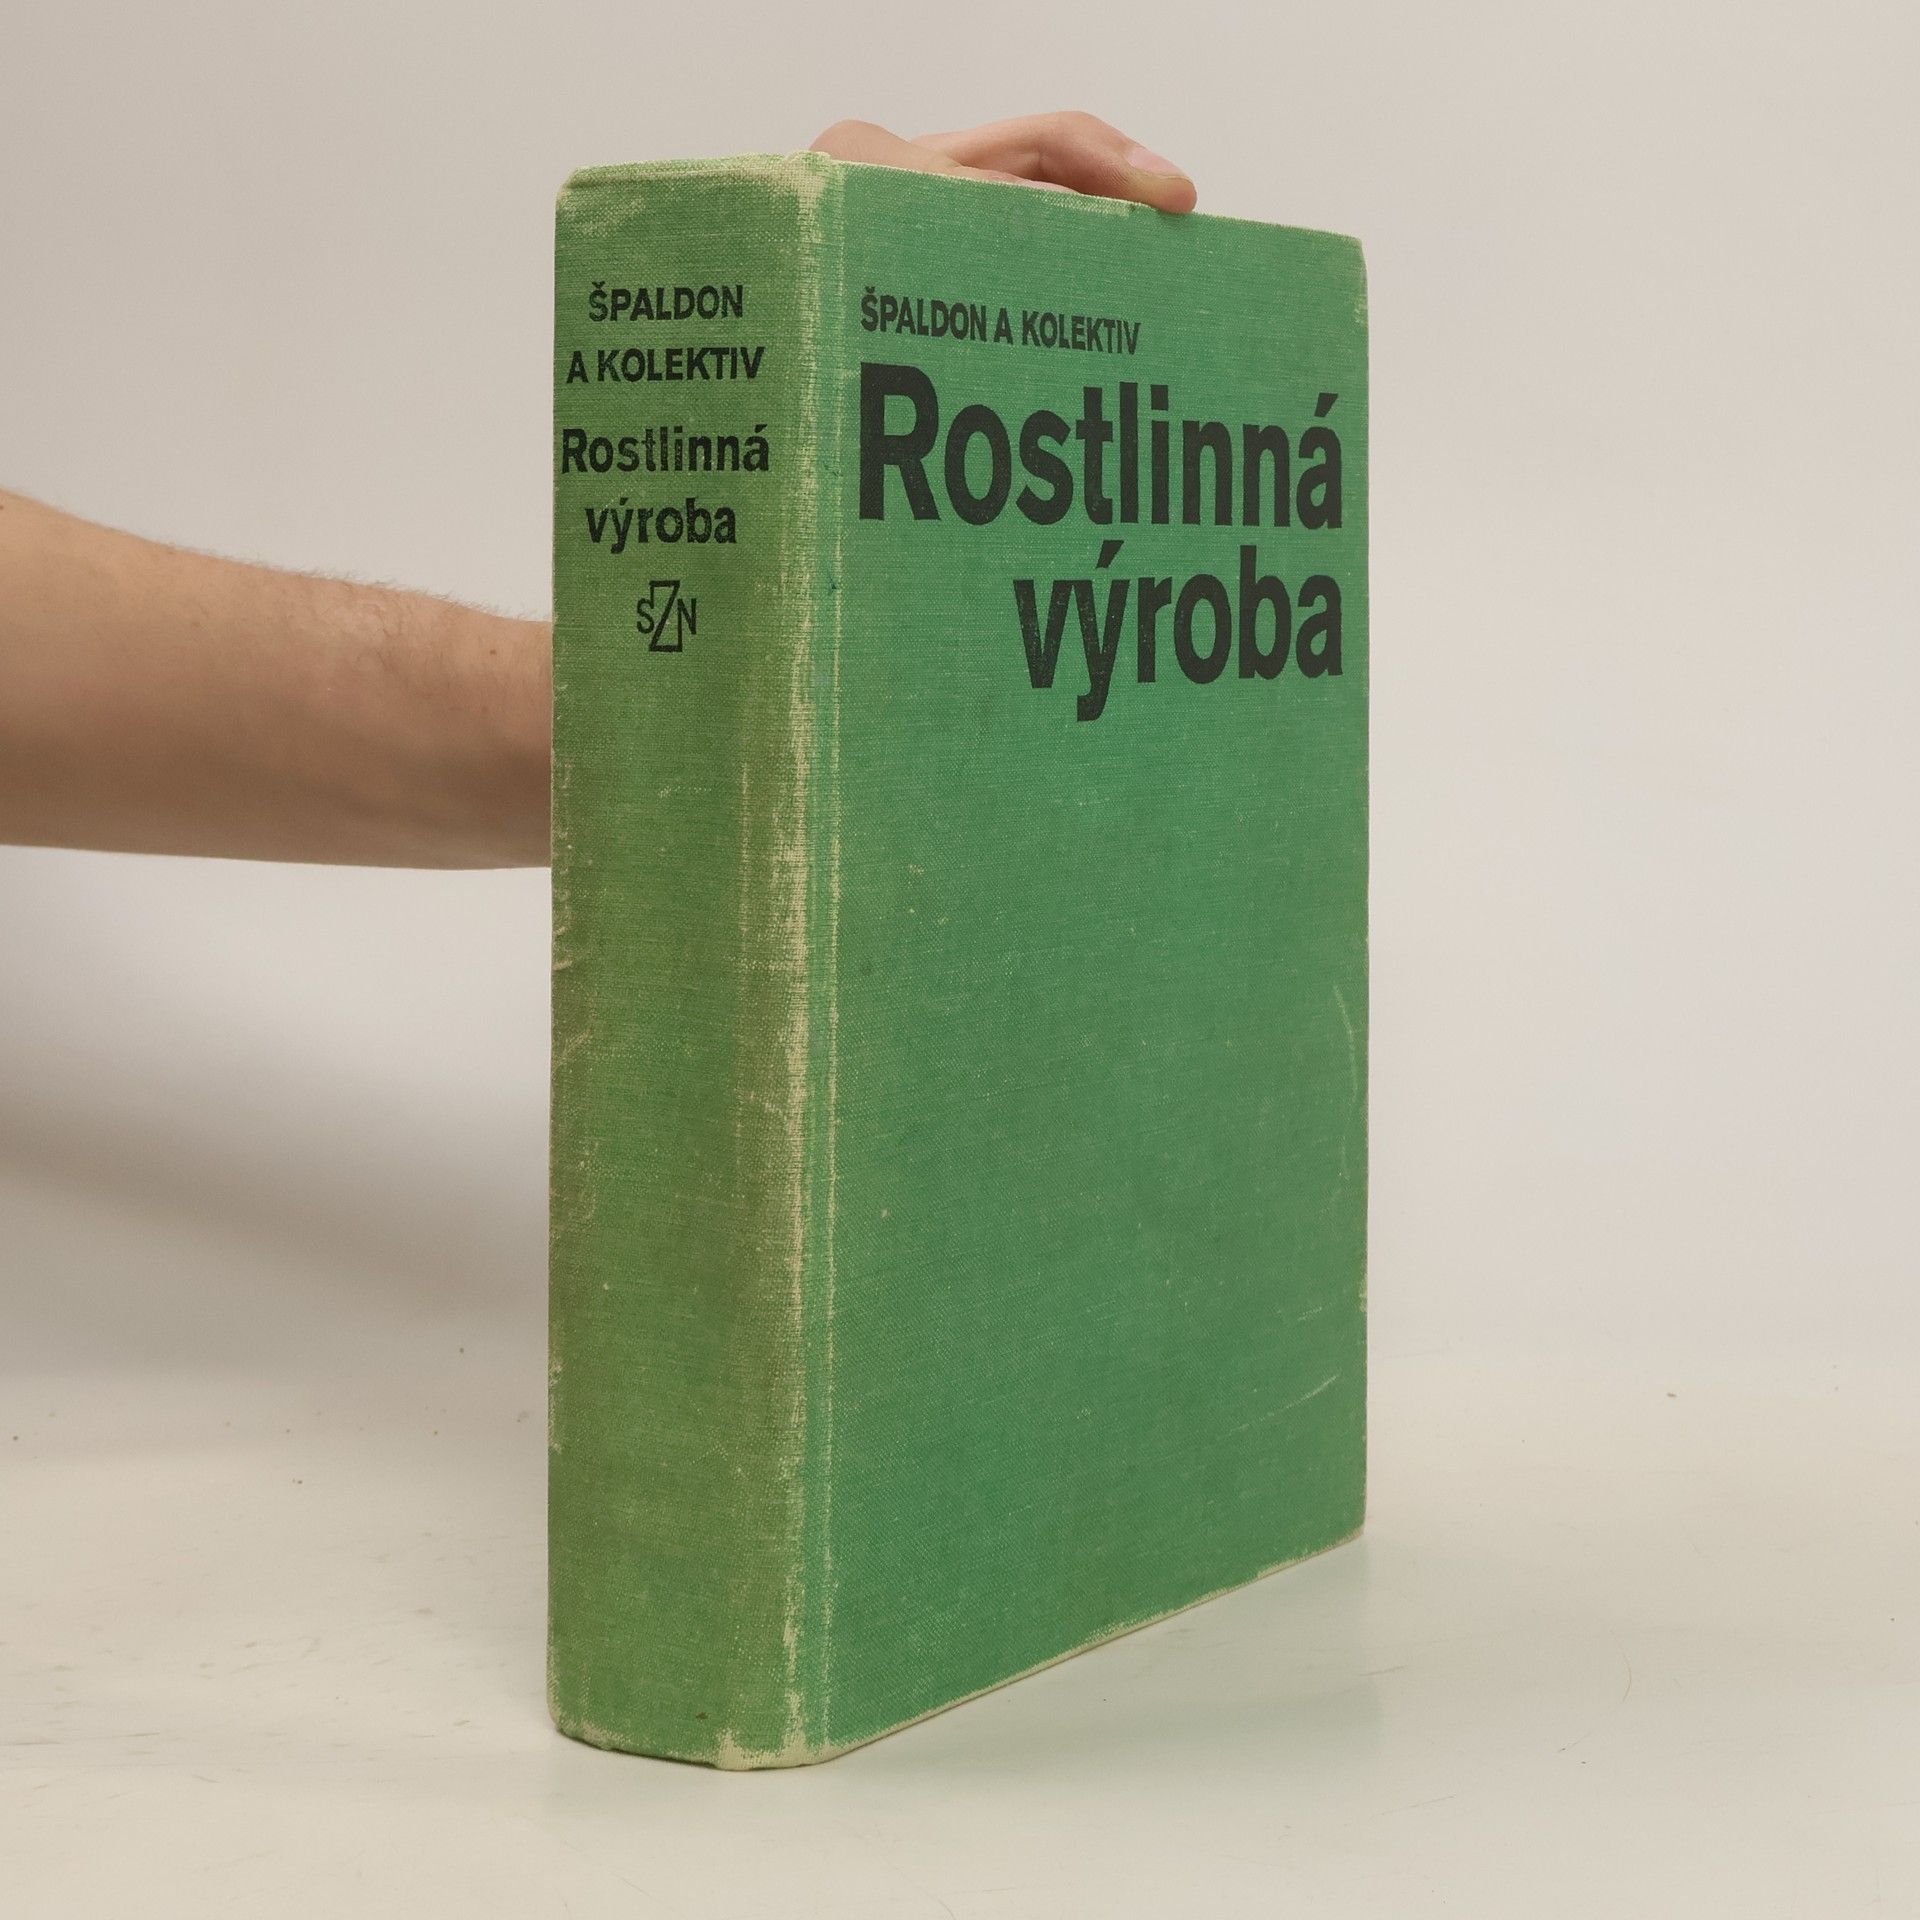 ŠPALDON
A KOLEKTIV
Rostlinná
výroba
SZN
ŠPALDON A KOLEKTIV
Rostlinná
výroba